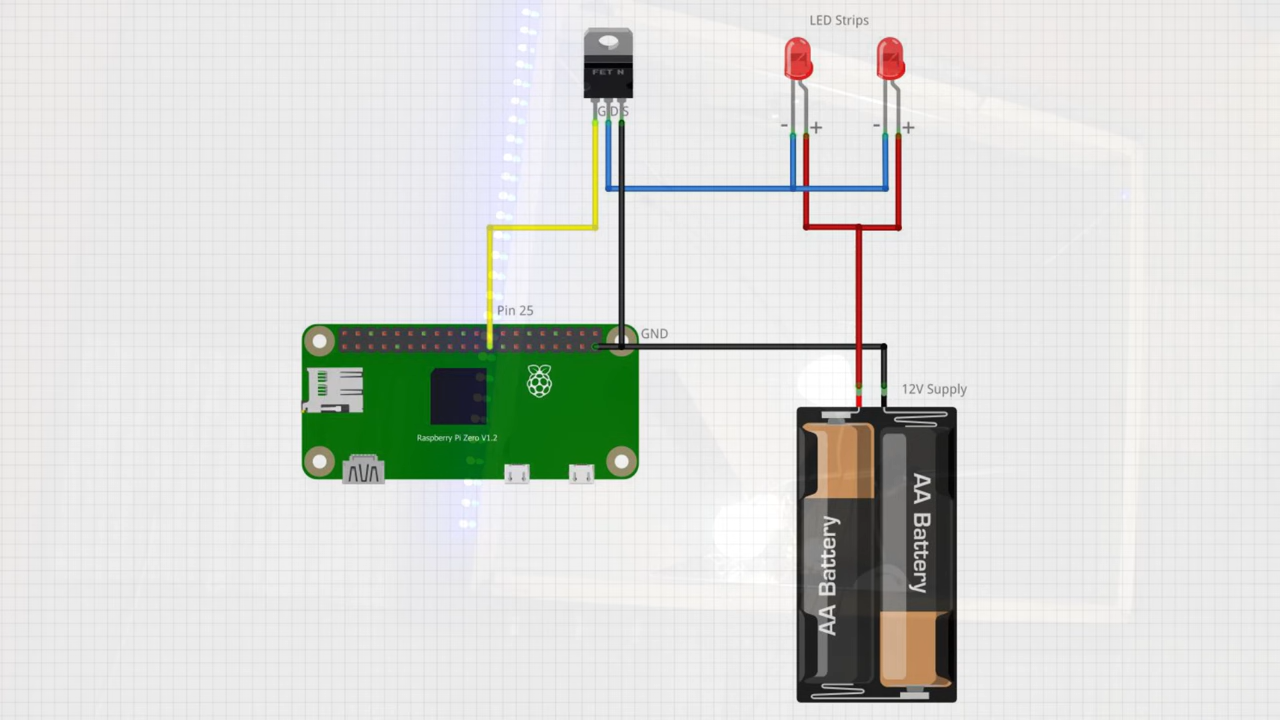 LED Strips
FET N
G D S
- +
- +
Pin 25
GND
12V Supply
Raspberry Pi Zero V1.2
AA Battery
AA Battery